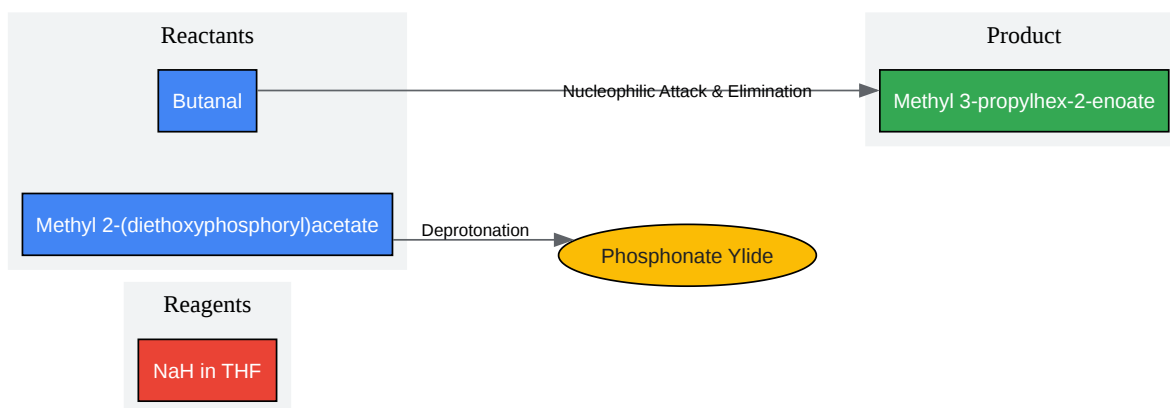 Reactants
Product
Butanal
Nucleophilic Attack & Elimination
Methyl 3-propylhex-2-enoate
Methyl 2-(diethoxyphosphoryl)acetate
Deprotonation
Phosphonate Ylide
Reagents
NaH in THF